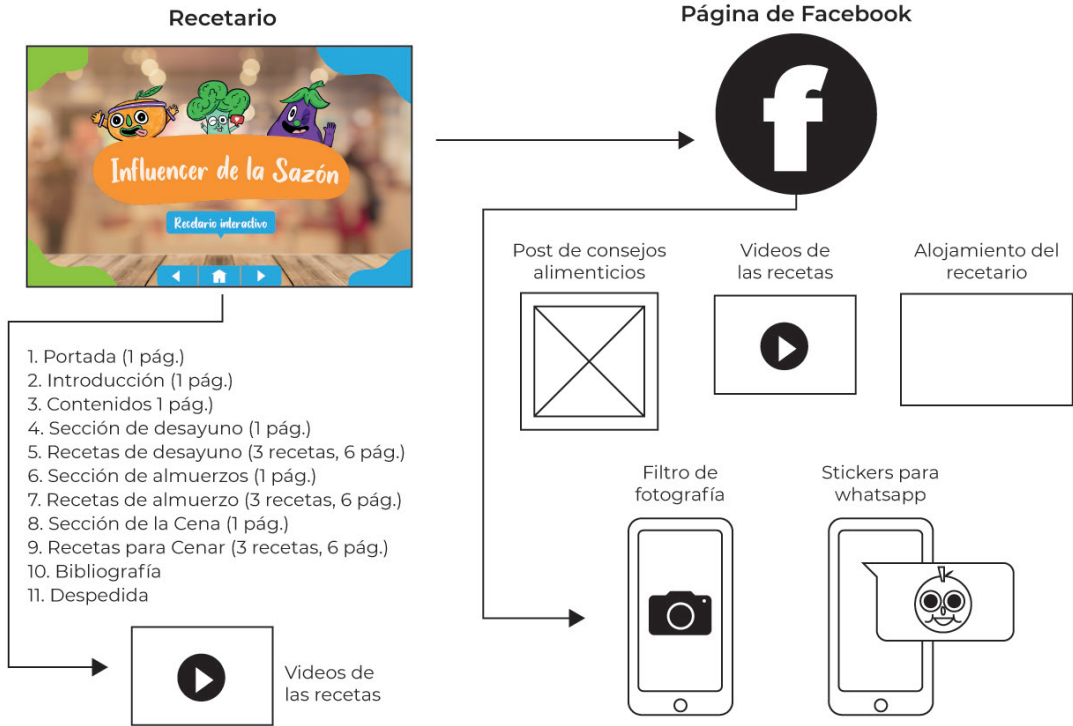 Recetario
Influencer de la Sazón
Recetario interactivo
1. Portada (1 pág.)
2. Introducción (1 pág.)
3. Contenidos 1 pág.)
4. Sección de desayuno (1 pág.)
5. Recetas de desayuno (3 recetas, 6 pág.)
6. Sección de almuerzos (1 pág.)
7. Recetas de almuerzo (3 recetas, 6 pág.)
8. Sección de la Cena (1 pág.)
9. Recetas para Cenar (3 recetas, 6 pág.)
10. Bibliografía
11. Despedida
Videos de
las recetas
Página de Facebook
f
Post de consejos
alimenticios
Videos de
las recetas
Alojamiento del
recetario
Filtro de
fotografía
Stickers para
whatsapp